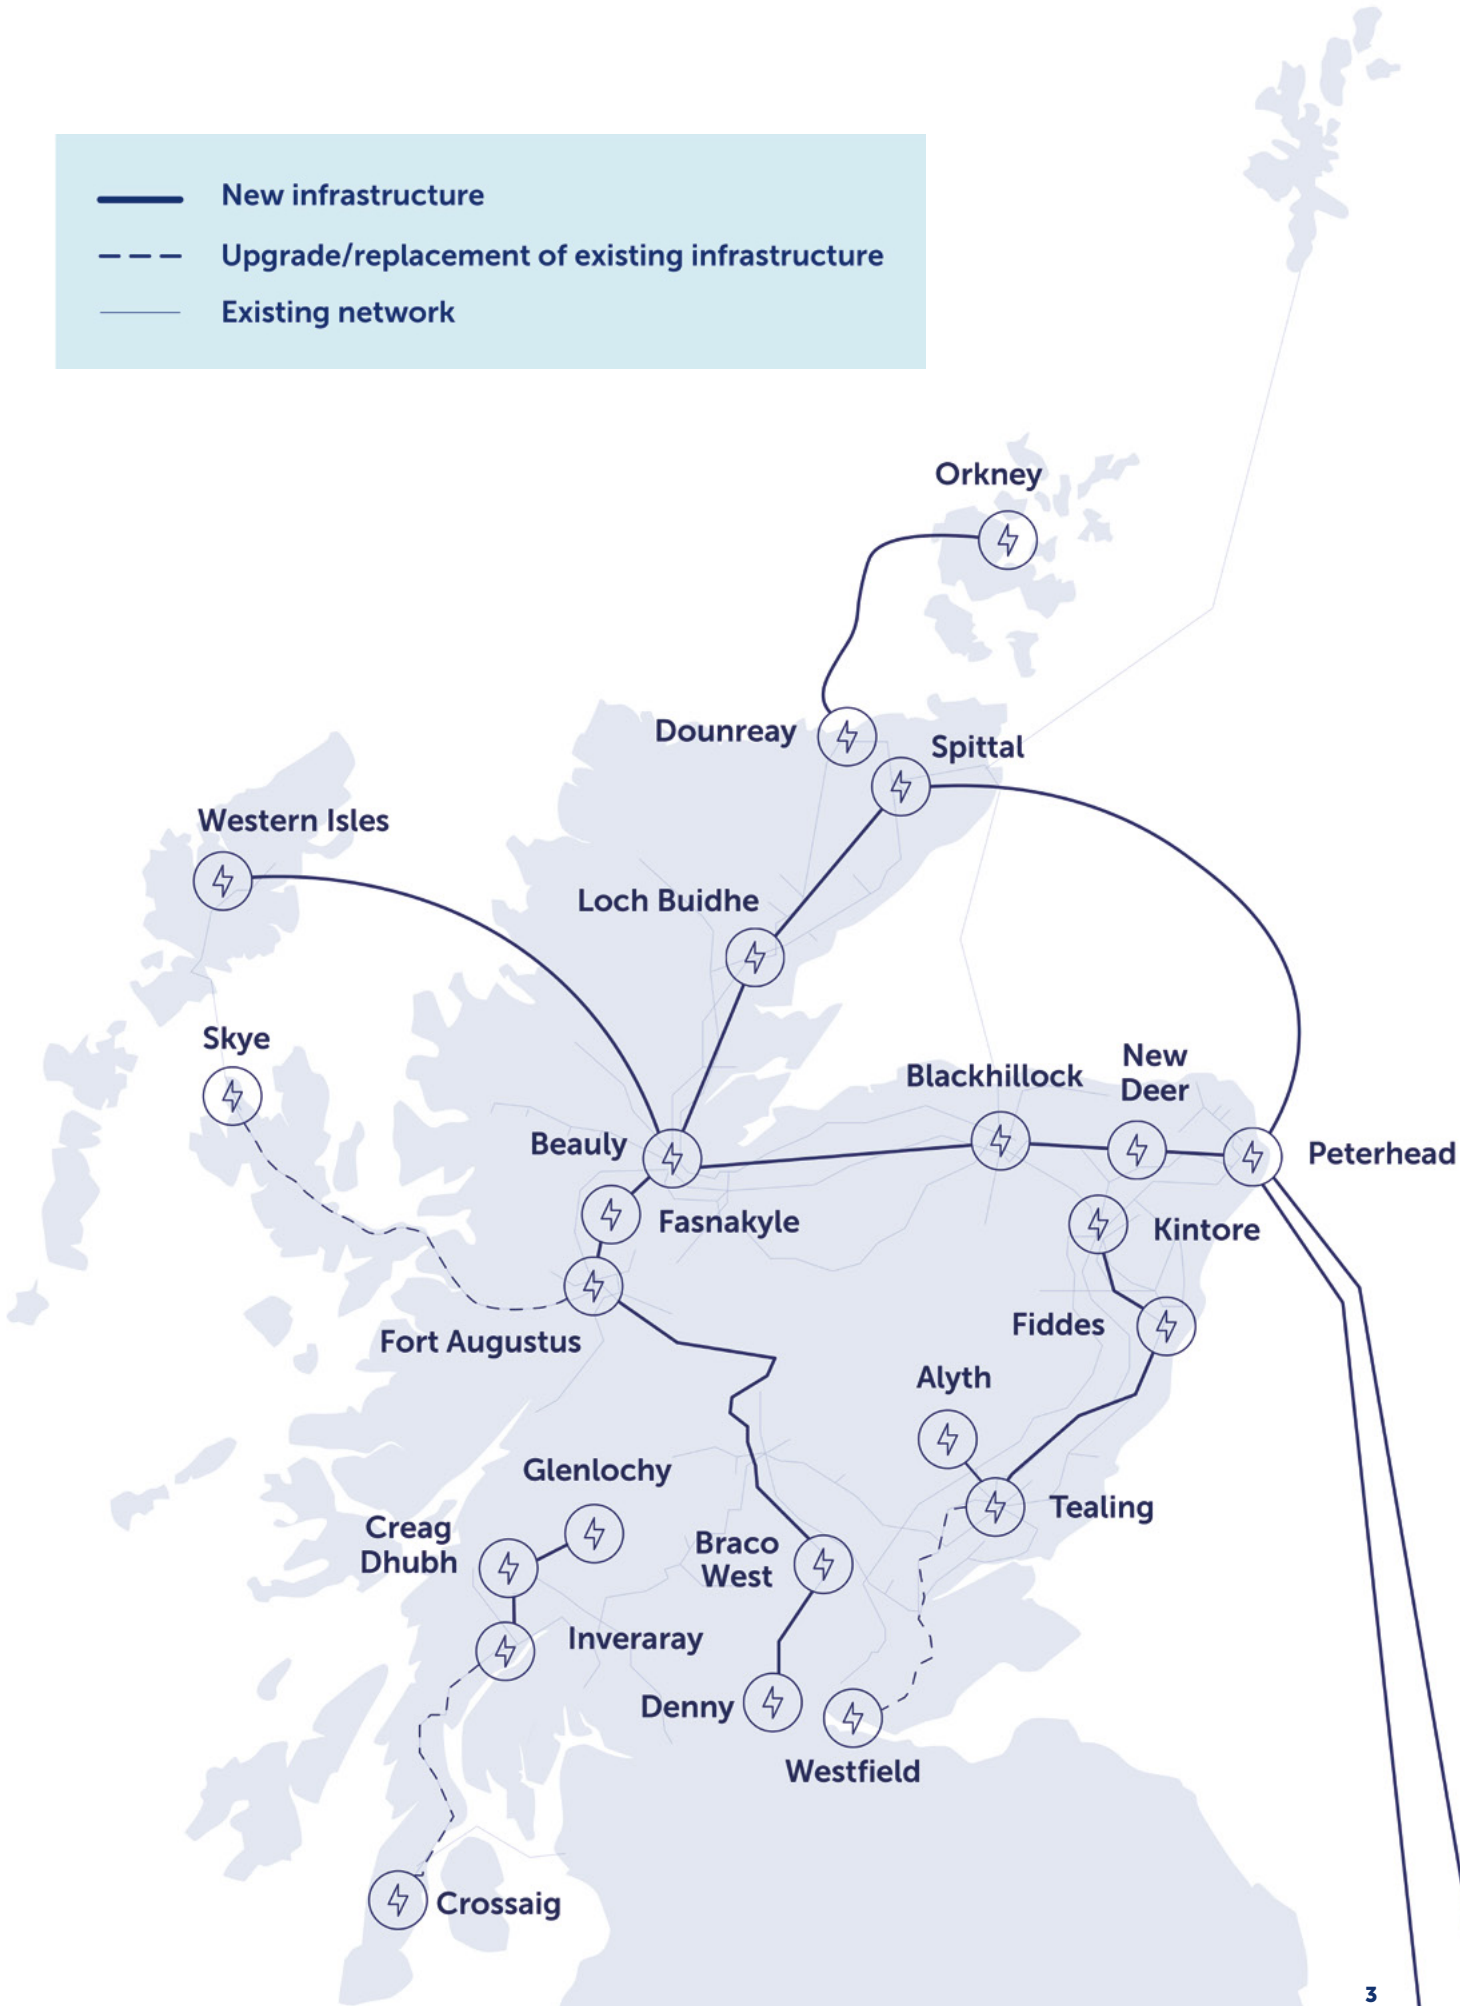 New infrastructure
Upgrade/replacement of existing infrastructure
Existing network
Orkney
Dounreay
Spittal
Western Isles
Loch Buidhe
Skye
New
Deer
Blackhillock
Beauly
Peterhead
Fasnakyle
Kintore
Fiddes
Fort Augustus
Alyth
Glenlochy
Tealing
Creag
Dhubh
Braco
West
Inveraray
Denny
Westfield
Crossaig
3